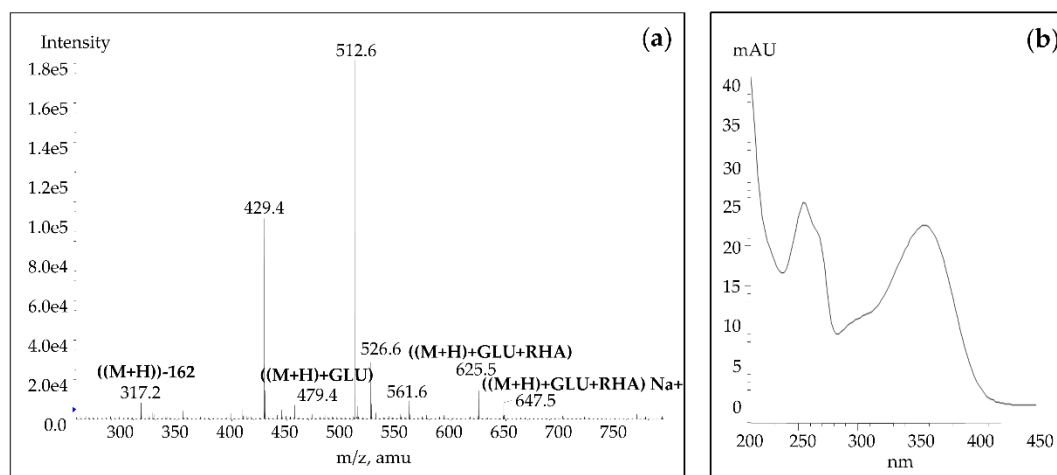 (a)
Intensity
512.6
1.8e5
1.6e5
1.4e5
1.2e5
429.4
1.0e5
8.0e4
6.0e4
4.0e4
526.6
((M+H)+GLU+RHA)
625.5
2.0e4
((M+H))-162
317.2
((M+H)+GLU)
479.4
561.6
((M+H)+GLU+RHA) Na+
647.5
0.0
300 350 400 450 500 550 600 650 700 750
m/z, amu
(b)
mAU
40
35
30
25
20
15
10
5
0
200 250 300 350 400 450
nm